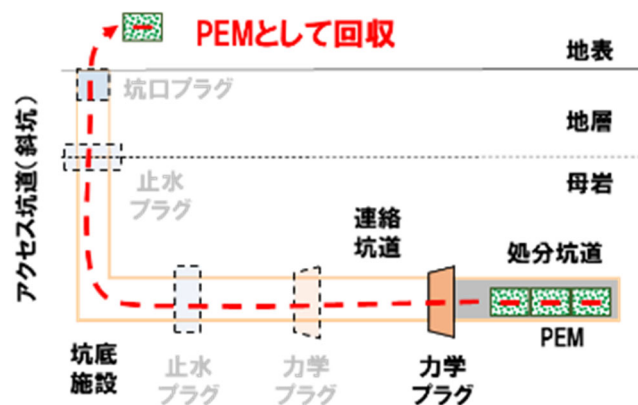 PEMとして回収
地表
坑口プラグ
地層
アクセス坑道(斜坑)
止水
プラグ
母岩
連絡
坑道
処分坑道
PEM
坑底
施設
止水
プラグ
力学
プラグ
力学
プラグ